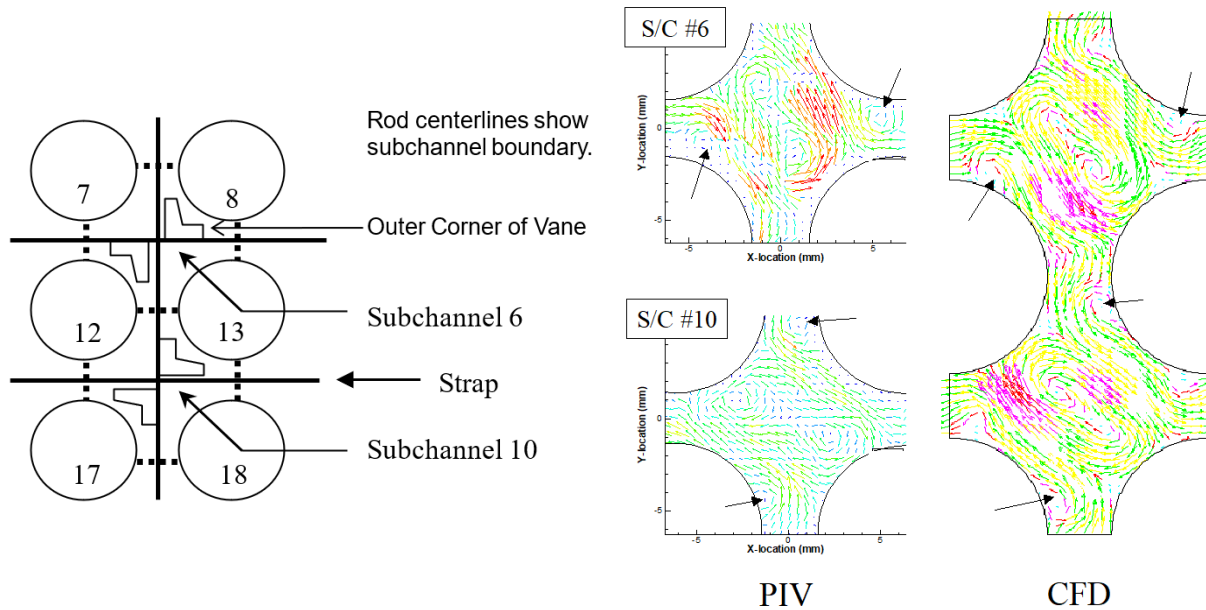 7
8
12
13
17
18
Rod centerlines show
subchannel boundary.
Outer Corner of Vane
Subchannel 6
Strap
Subchannel 10
S/C #6
Y-location (mm)
0
-5
-5
0
5
X-location (mm)
S/C #10
Y-location (mm)
5
0
-5
-5
0
5
X-location (mm)
PIV
CFD